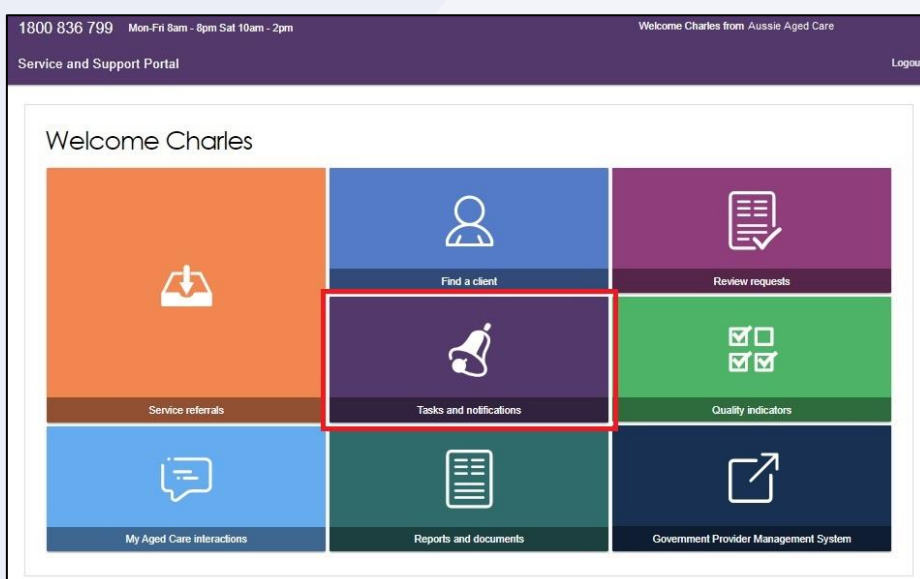 1800 836 799 Mon-Fri 8am - 8pm Sat 10am - 2pm Welcome Charles from Aussie Aged Care
Service and Support Portal Logou
Welcome Charles
Find a client
Review requests
Service referrals
Tasks and notifications
Quality indicators
My Aged Care interactions
Reports and documents
Government Provider Management System